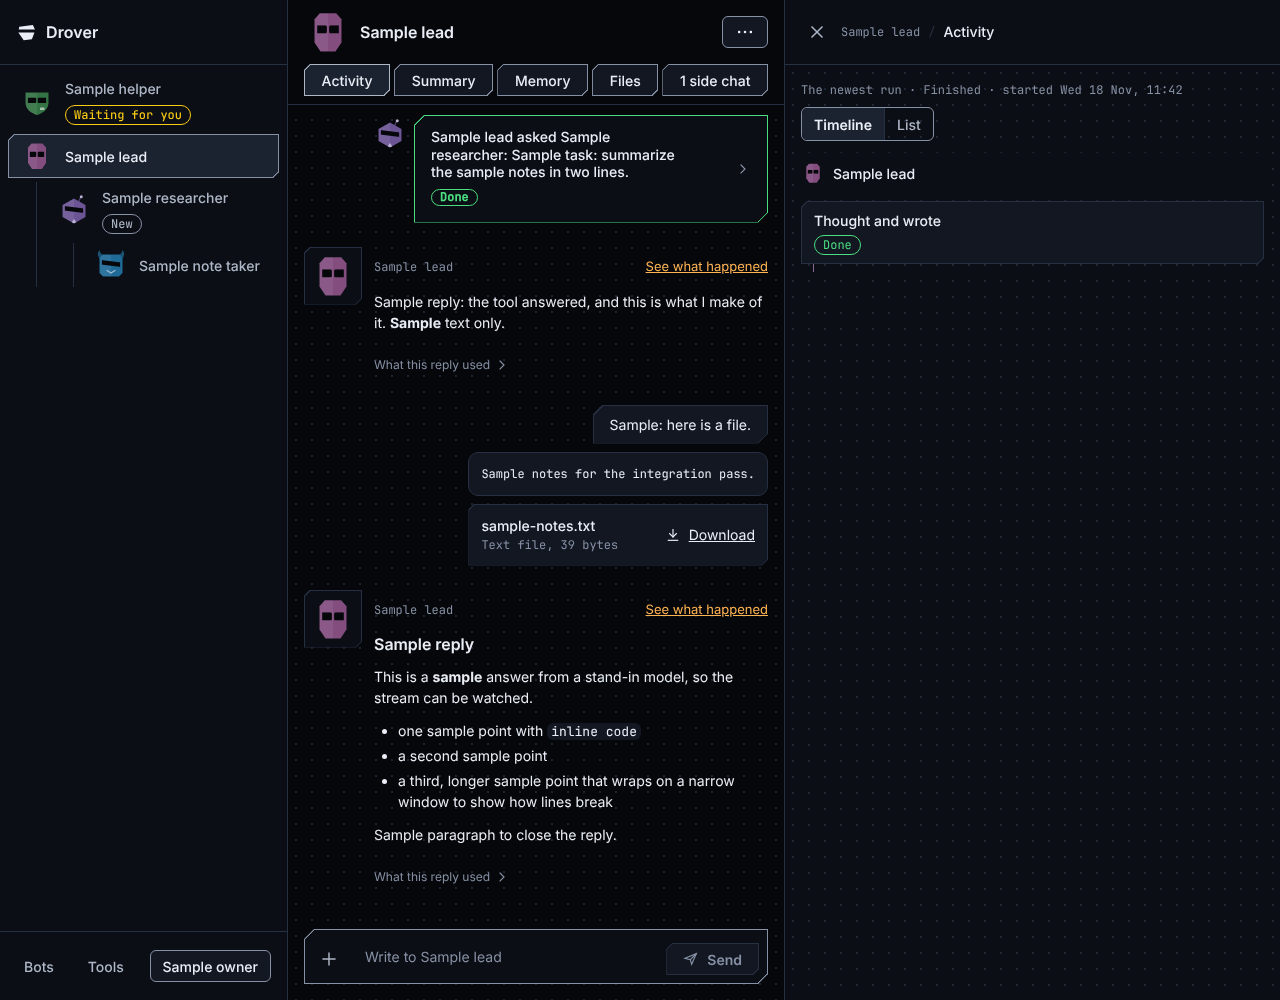 Drover
Sample helper
Waiting for you
Sample lead
Sample researcher
New
Sample note taker
Bots
Tools
Sample owner
Sample lead
...
Activity
Summary
Memory
Files
1 side chat
Sample lead asked Sample
researcher: Sample task: summarize
the sample notes in two lines.
Done
Sample lead
See what happened
Sample reply: the tool answered, and this is what I make of
it. Sample text only.
What this reply used
Sample: here is a file.
Sample notes for the integration pass.
sample-notes.txt
Text file, 39 bytes
Download
Sample lead
See what happened
Sample reply
This is a sample answer from a stand-in model, so the
stream can be watched.
• one sample point with inline code
• a second sample point
• a third, longer sample point that wraps on a narrow
window to show how lines break
Sample paragraph to close the reply.
What this reply used
Write to Sample lead
Send
Sample lead / Activity
The newest run · Finished · started Wed 18 Nov, 11:42
Timeline
List
Sample lead
Thought and wrote
Done